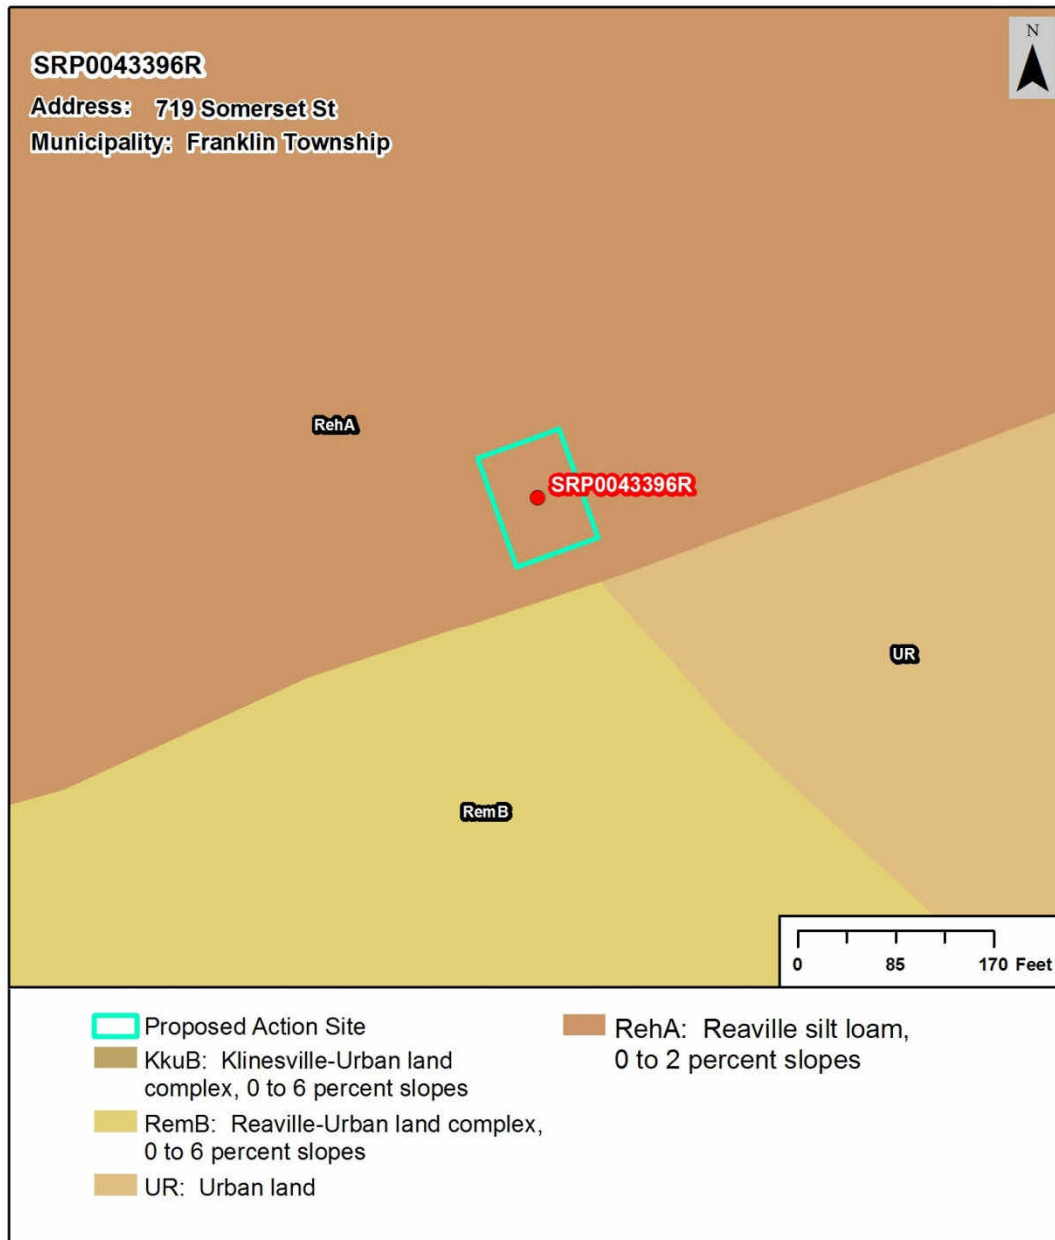 N
SRP0043396R
Address: 719 Somerset St
Municipality: Franklin Township
RehA
SRP0043396R
UR
RemB
0 85 170 Feet
Proposed Action Site
KkuB: Klinesville-Urban land
complex, 0 to 6 percent slopes
RemB: Reaville-Urban land complex,
0 to 6 percent slopes
UR: Urban land
RehA: Reaville silt loam,
0 to 2 percent slopes